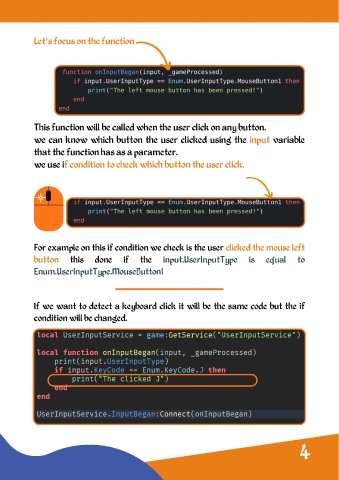 Let's focus on the function
function onInputBegan(input, _gameProcessed)
if input.UserInputType == Enum.UserInputType.MouseButton1 then
print("The left mouse button has been pressed!")
end
end
This function will be called when the user click on any button.
we can know which button the user clicked using the input variable
that the function has as a parameter.
we use if condition to check which button the user click.
if input.UserInputType == Enum.UserInputType.MouseButton1 then
print("The left mouse button has been pressed!")
end
For example on this if condition we check is the user clicked the mouse left
button this done if the input.UserInputType is equal to
Enum.UserInputType.MouseButton1
If we want to detect a keyboard click it will be the same code but the if
condition will be changed.
local UserInputService = game:GetService("UserInputService")
local function onInputBegan(input, _gameProcessed)
print(input.UserInputType)
if input.KeyCode == Enum.KeyCode.J then
print("The clicked J")
end
end
UserInputService.InputBegan:Connect(onInputBegan)
4